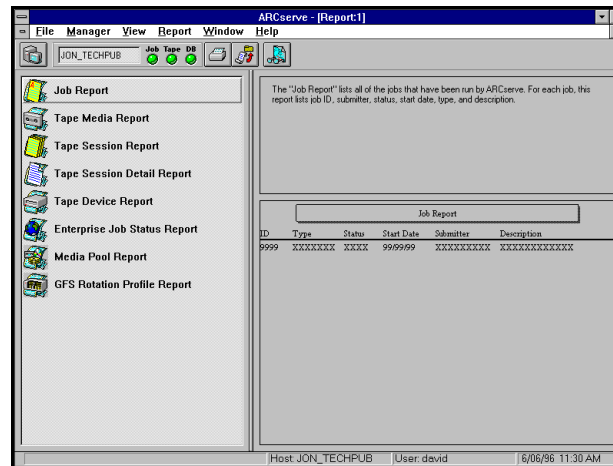 ARCserve - [Report:1]
File Manager View Report Window Help
JON_TECHPUB Job Tape DB
Job Report
Tape Media Report
Tape Session Report
Tape Session Detail Report
Tape Device Report
Enterprise Job Status Report
Media Pool Report
GFS Rotation Profile Report
The "Job Report" lists all of the jobs that have been run by ARCserve. For each job, this
report lists job ID, submitter, status, start date, type, and description.
Job Report
ID Type Status Start Date Submitter Description
9999 XXXXXXX XXXX 99/99/99 XXXXXXXXX XXXXXXXXXXXX
Host: JON_TECHPUB User: david 6/06/96 11:30 AM